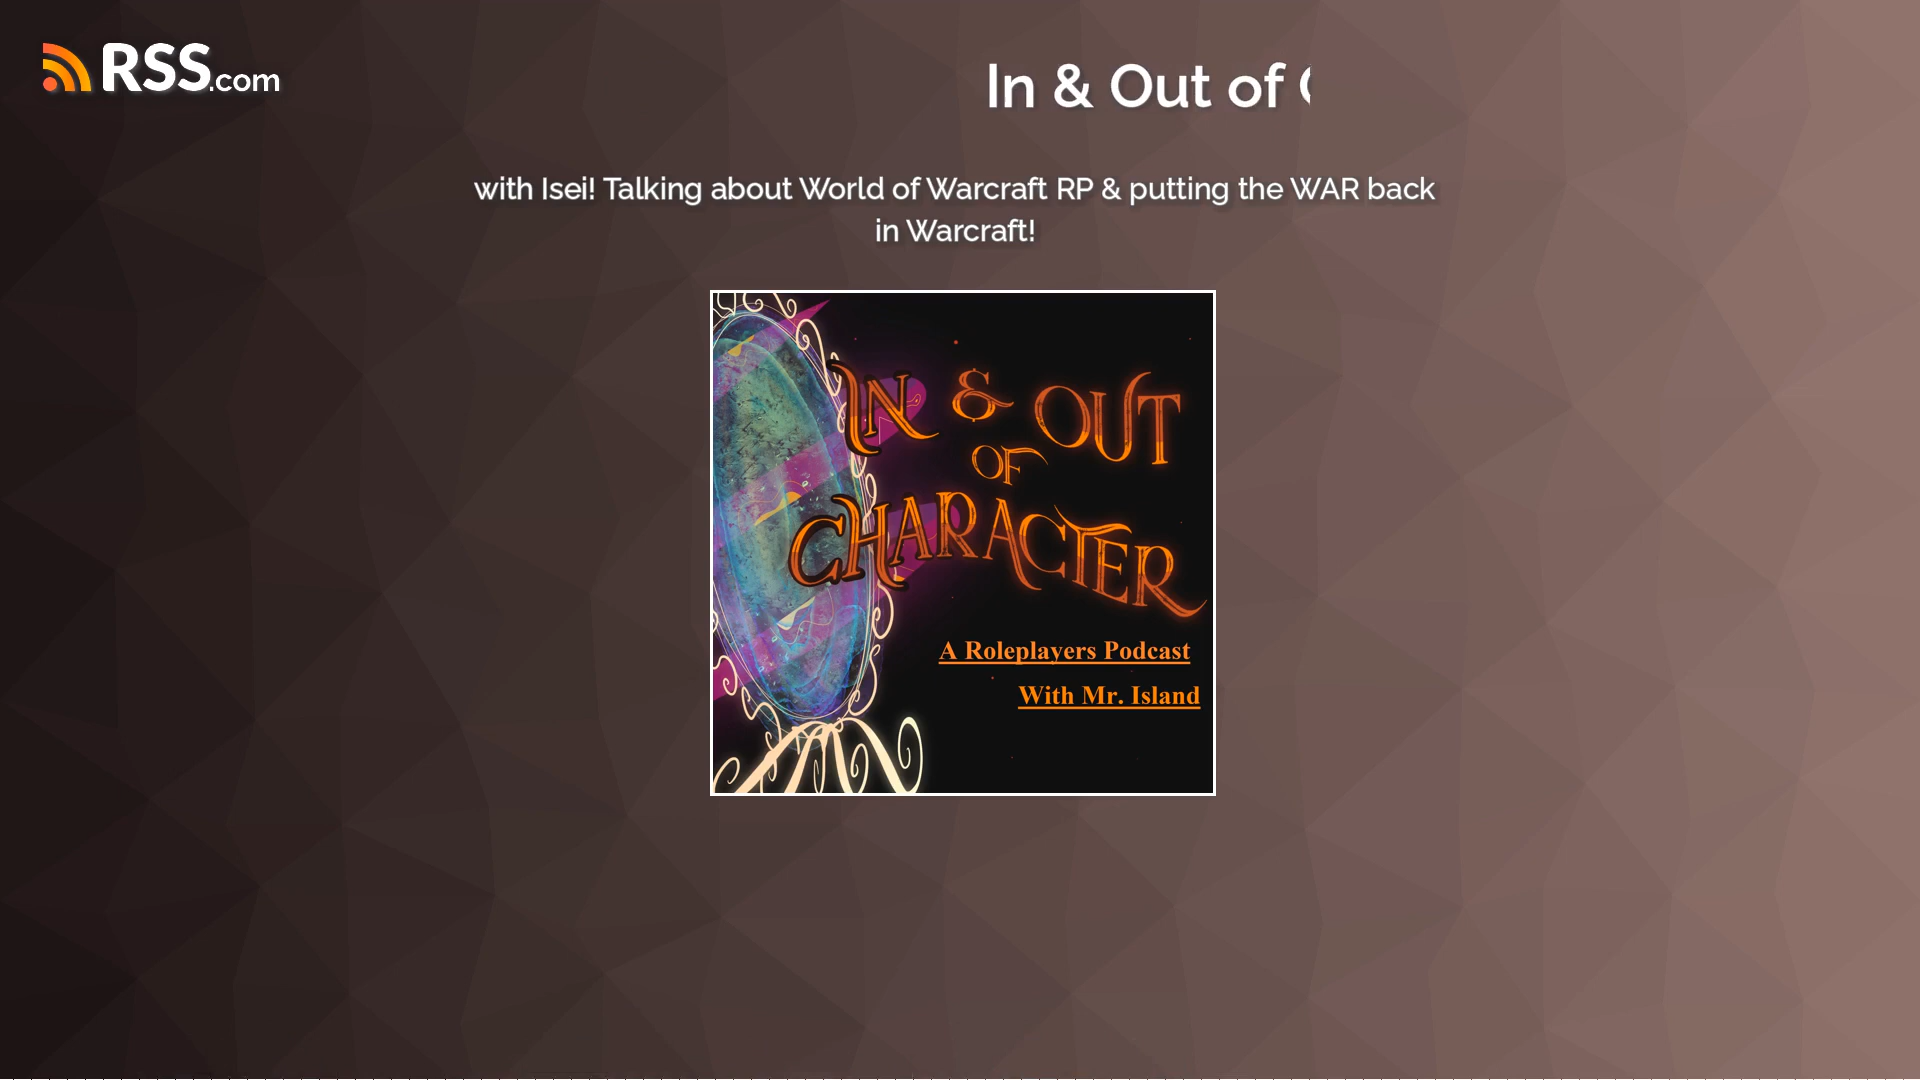 RSS.com
In & Out of
with Isei! Talking about World of Warcraft RP & putting the WAR back
in Warcraft!
IN & OUT
OF
CHARACTER
A Roleplayers Podcast
With Mr. Island